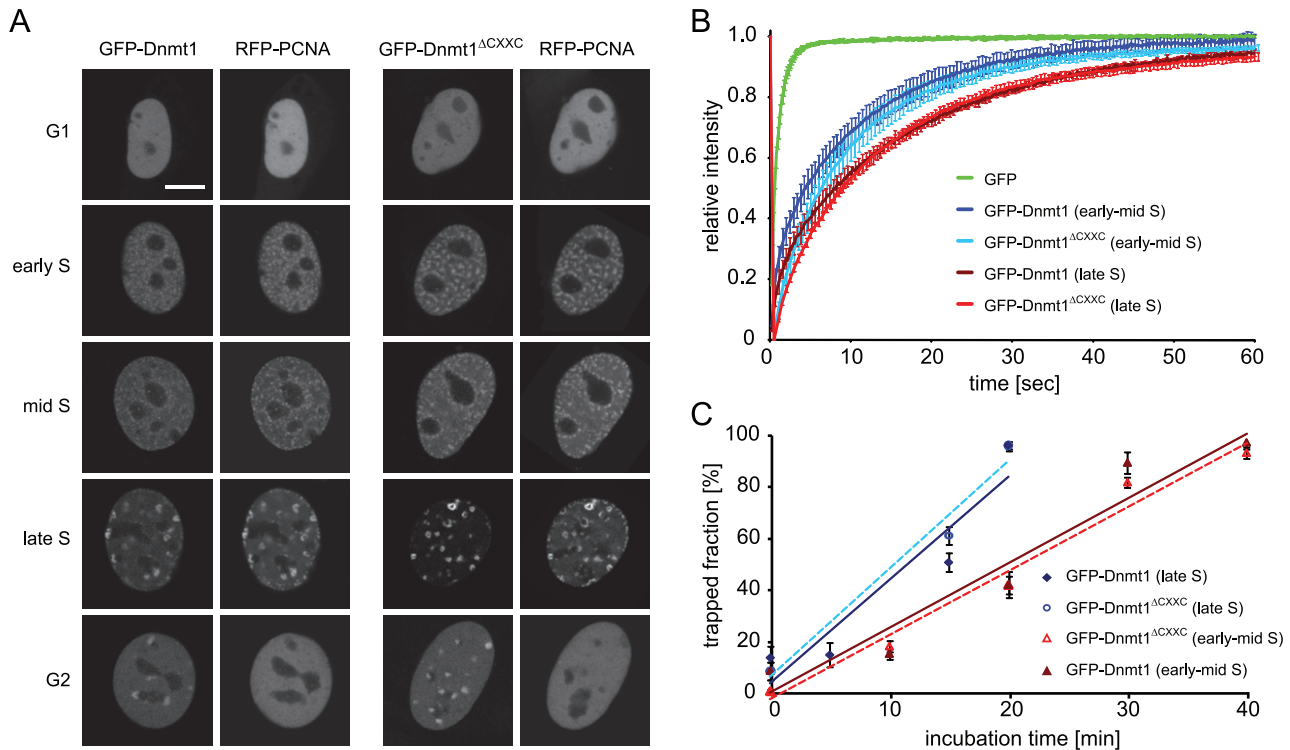 A
GFP-Dnmt1 RFP-PCNA GFP-Dnmt1ΔCXXC RFP-PCNA
G1
early S
mid S
late S
G2
B
relative intensity
1.0
0.8
0.6
0.4
0.2
0
0 10 20 30 40 50 60
time [sec]
GFP
GFP-Dnmt1 (early-mid S)
GFP-Dnmt1ΔCXXC (early-mid S)
GFP-Dnmt1 (late S)
GFP-Dnmt1ΔCXXC (late S)
C
trapped fraction [%]
100
80
60
40
20
0
0 10 20 30 40
incubation time [min]
GFP-Dnmt1 (late S)
GFP-Dnmt1ΔCXXC (late S)
GFP-Dnmt1ΔCXXC (early-mid S)
GFP-Dnmt1 (early-mid S)